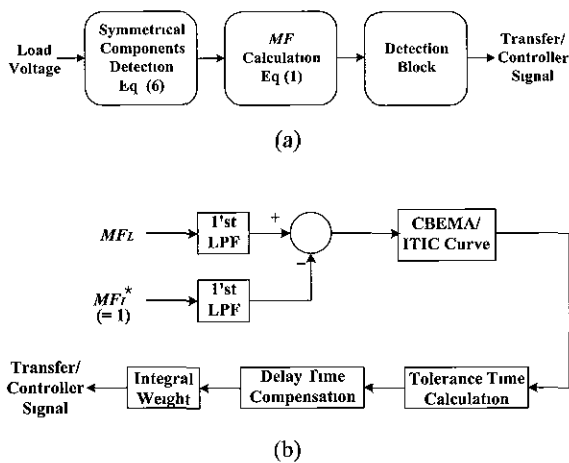 Load
Voltage
Symmetrical
Components
Detection
Eq (6)
MF
Calculation
Eq (1)
Detection
Block
Transfer/
Controller
Signal
(a)
MFL
1'st
LPF
+
−
MFL*
(= 1)
1'st
LPF
CBEMA/
ITIC Curve
Transfer/
Controller
Signal
Integral
Weight
Delay Time
Compensation
Tolerance Time
Calculation
(b)